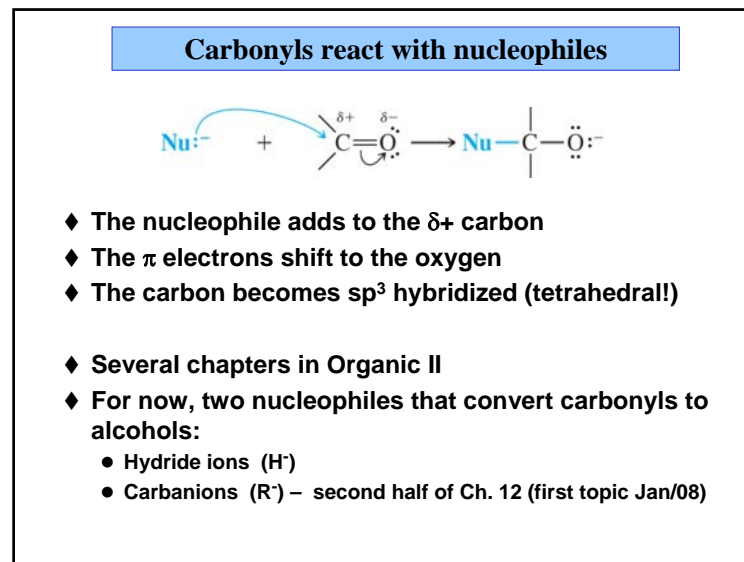 Carbonyls react with nucleophiles
δ+ δ−
Nu:⁻ + C=O → Nu—C—O:⁻
♦ The nucleophile adds to the δ+ carbon
♦ The π electrons shift to the oxygen
♦ The carbon becomes sp³ hybridized (tetrahedral!)
♦ Several chapters in Organic II
♦ For now, two nucleophiles that convert carbonyls to
alcohols:
● Hydride ions (H⁻)
● Carbanions (R⁻) – second half of Ch. 12 (first topic Jan/08)